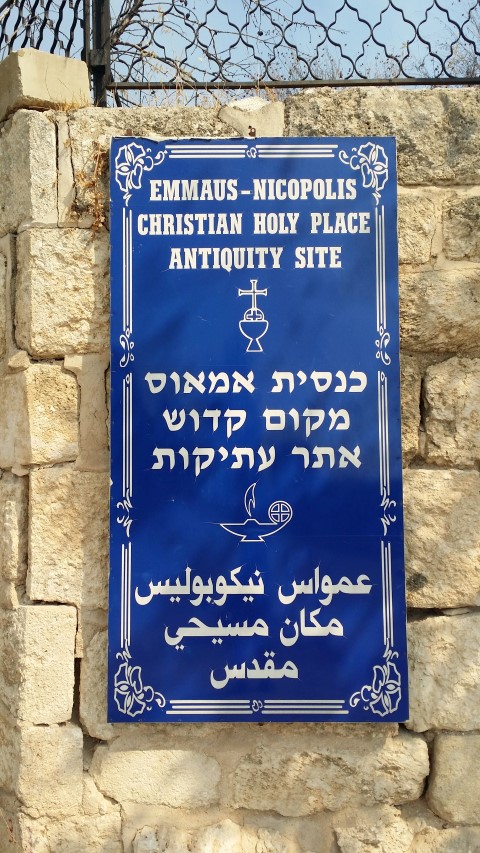 EMMAUS-NICOPOLIS
CHRISTIAN HOLY PLACE
ANTIQUITY SITE
כנסית אמאוס
מקום קדוש
אתר עתיקות
عمواس نيكوبوليس
مكان مسيحي
مقدس